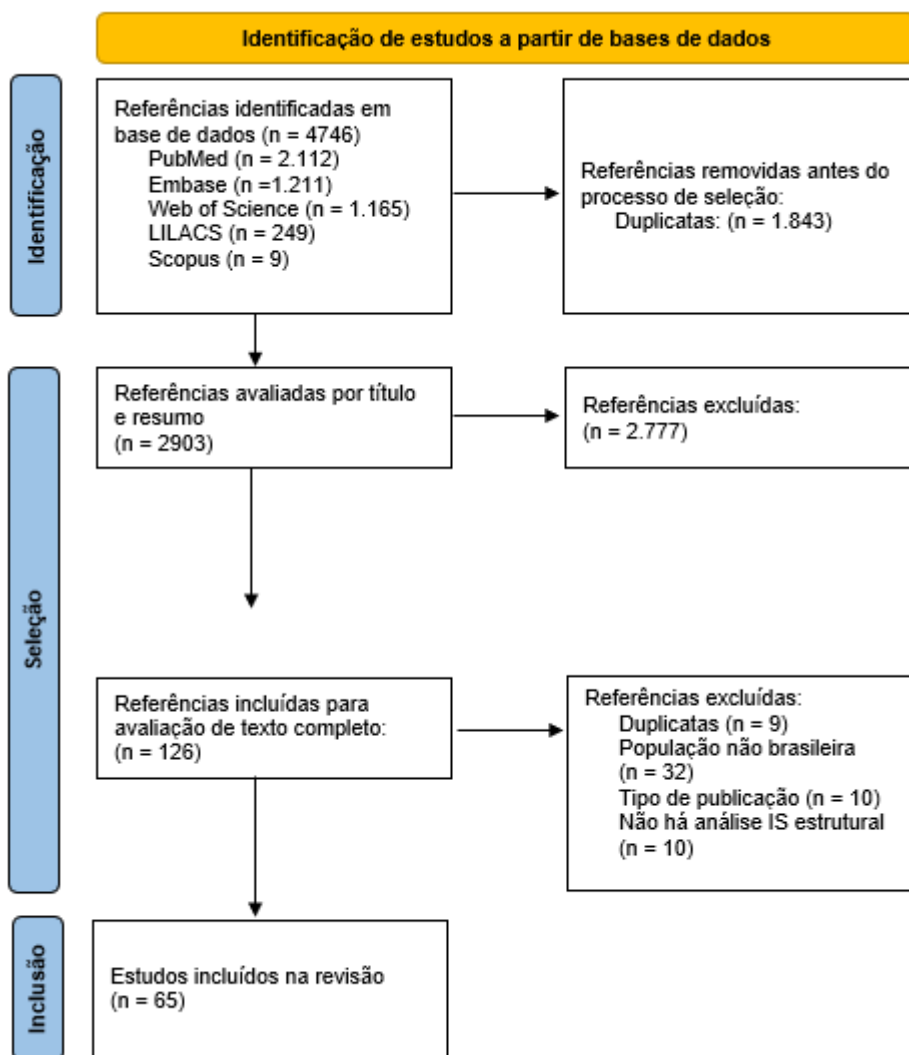 Identificação de estudos a partir de bases de dados
Identificação
Referências identificadas em
base de dados (n = 4746)
PubMed (n = 2.112)
Embase (n =1.211)
Web of Science (n = 1.165)
LILACS (n = 249)
Scopus (n = 9)
Referências removidas antes do
processo de seleção:
Duplicatas: (n = 1.843)
Seleção
Referências avaliadas por título
e resumo
(n = 2903)
Referências excluídas:
(n = 2.777)
Referências incluídas para
avaliação de texto completo:
(n = 126)
Referências excluídas:
Duplicatas (n = 9)
População não brasileira
(n = 32)
Tipo de publicação (n = 10)
Não há análise IS estrutural
(n = 10)
Inclusão
Estudos incluídos na revisão
(n = 65)